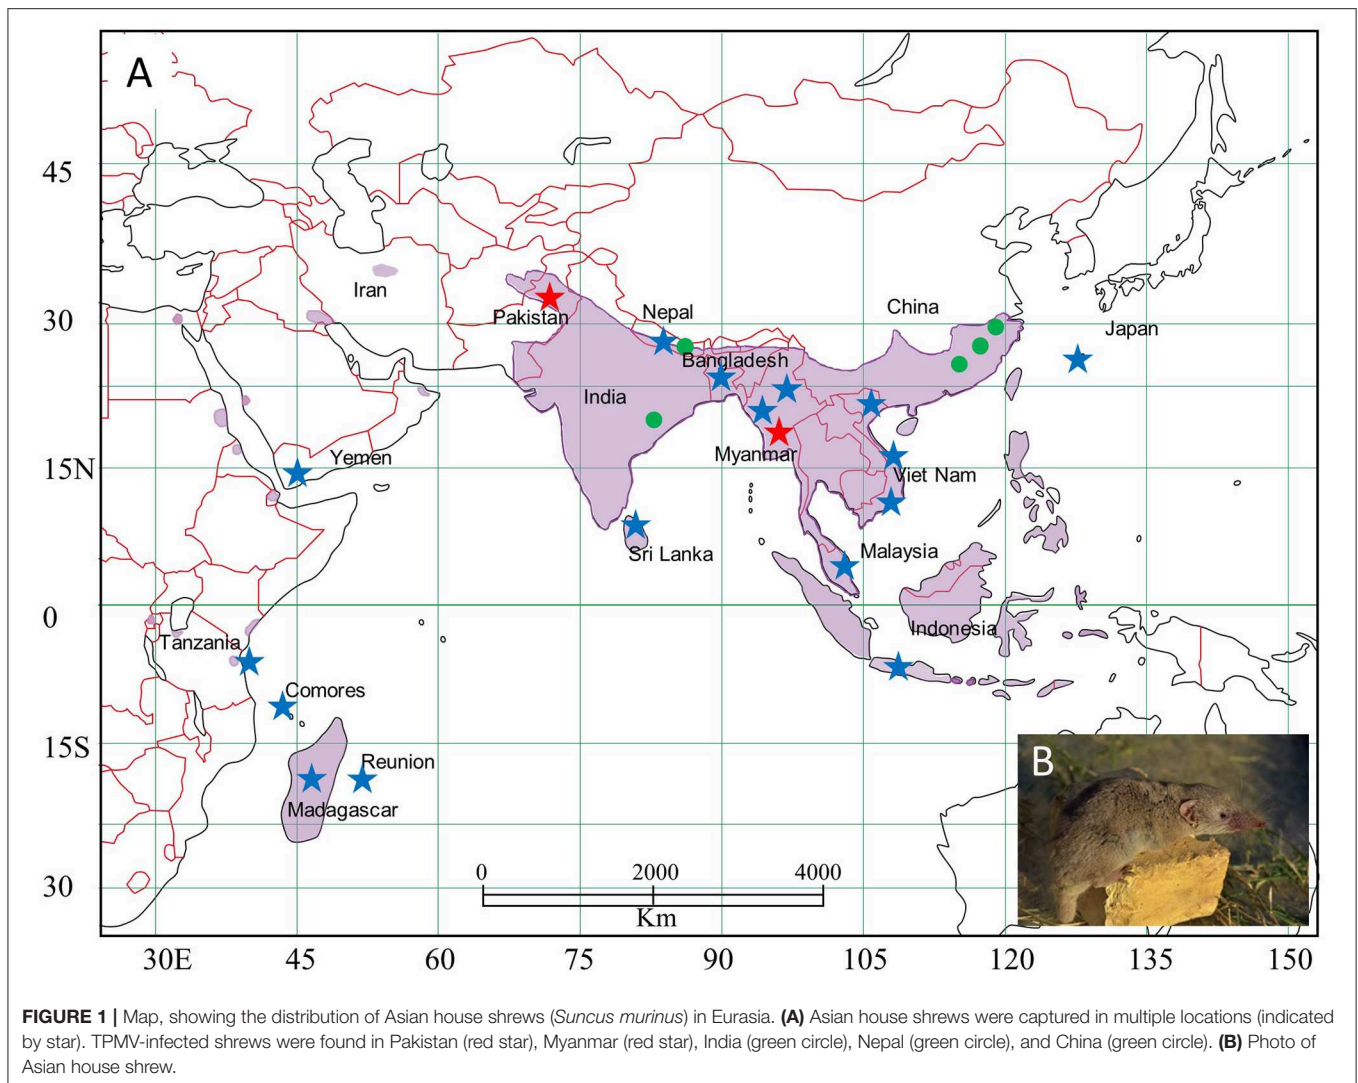 A
45
30
15N
0
15S
30
Iran
Pakistan
Nepal
China
Japan
Bangladesh
India
Myanmar
Yemen
Viet Nam
Sri Lanka
Malaysia
Indonesia
Tanzania
Comores
Reunion
Madagascar
B
0 2000 4000
Km
30E 45 60 75 90 105 120 135 150
FIGURE 1 | Map, showing the distribution of Asian house shrews (Suncus murinus) in Eurasia. (A) Asian house shrews were captured in multiple locations (indicated
by star). TPMV-infected shrews were found in Pakistan (red star), Myanmar (red star), India (green circle), Nepal (green circle), and China (green circle). (B) Photo of
Asian house shrew.